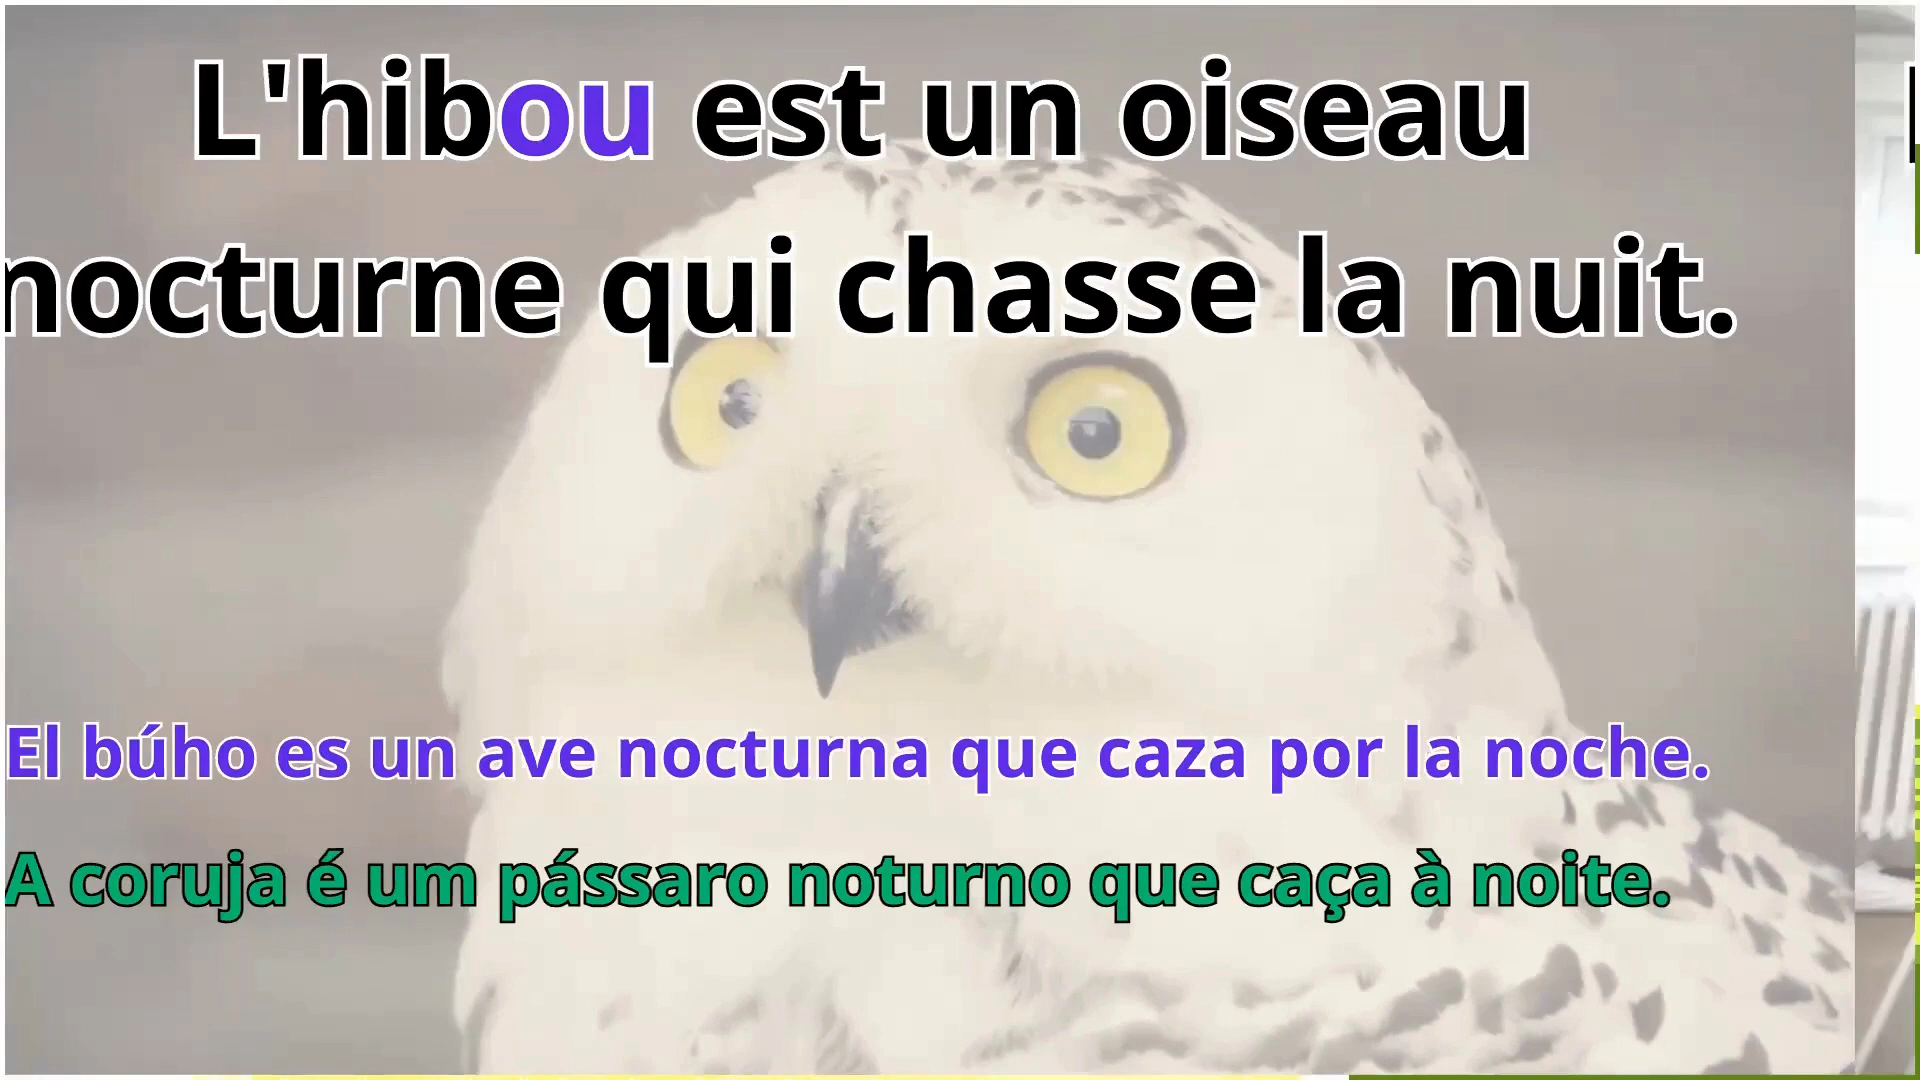 L'hibou est un oiseau
nocturne qui chasse la nuit.
El búho es un ave nocturna que caza por la noche.
A coruja é um pássaro noturno que caça à noite.